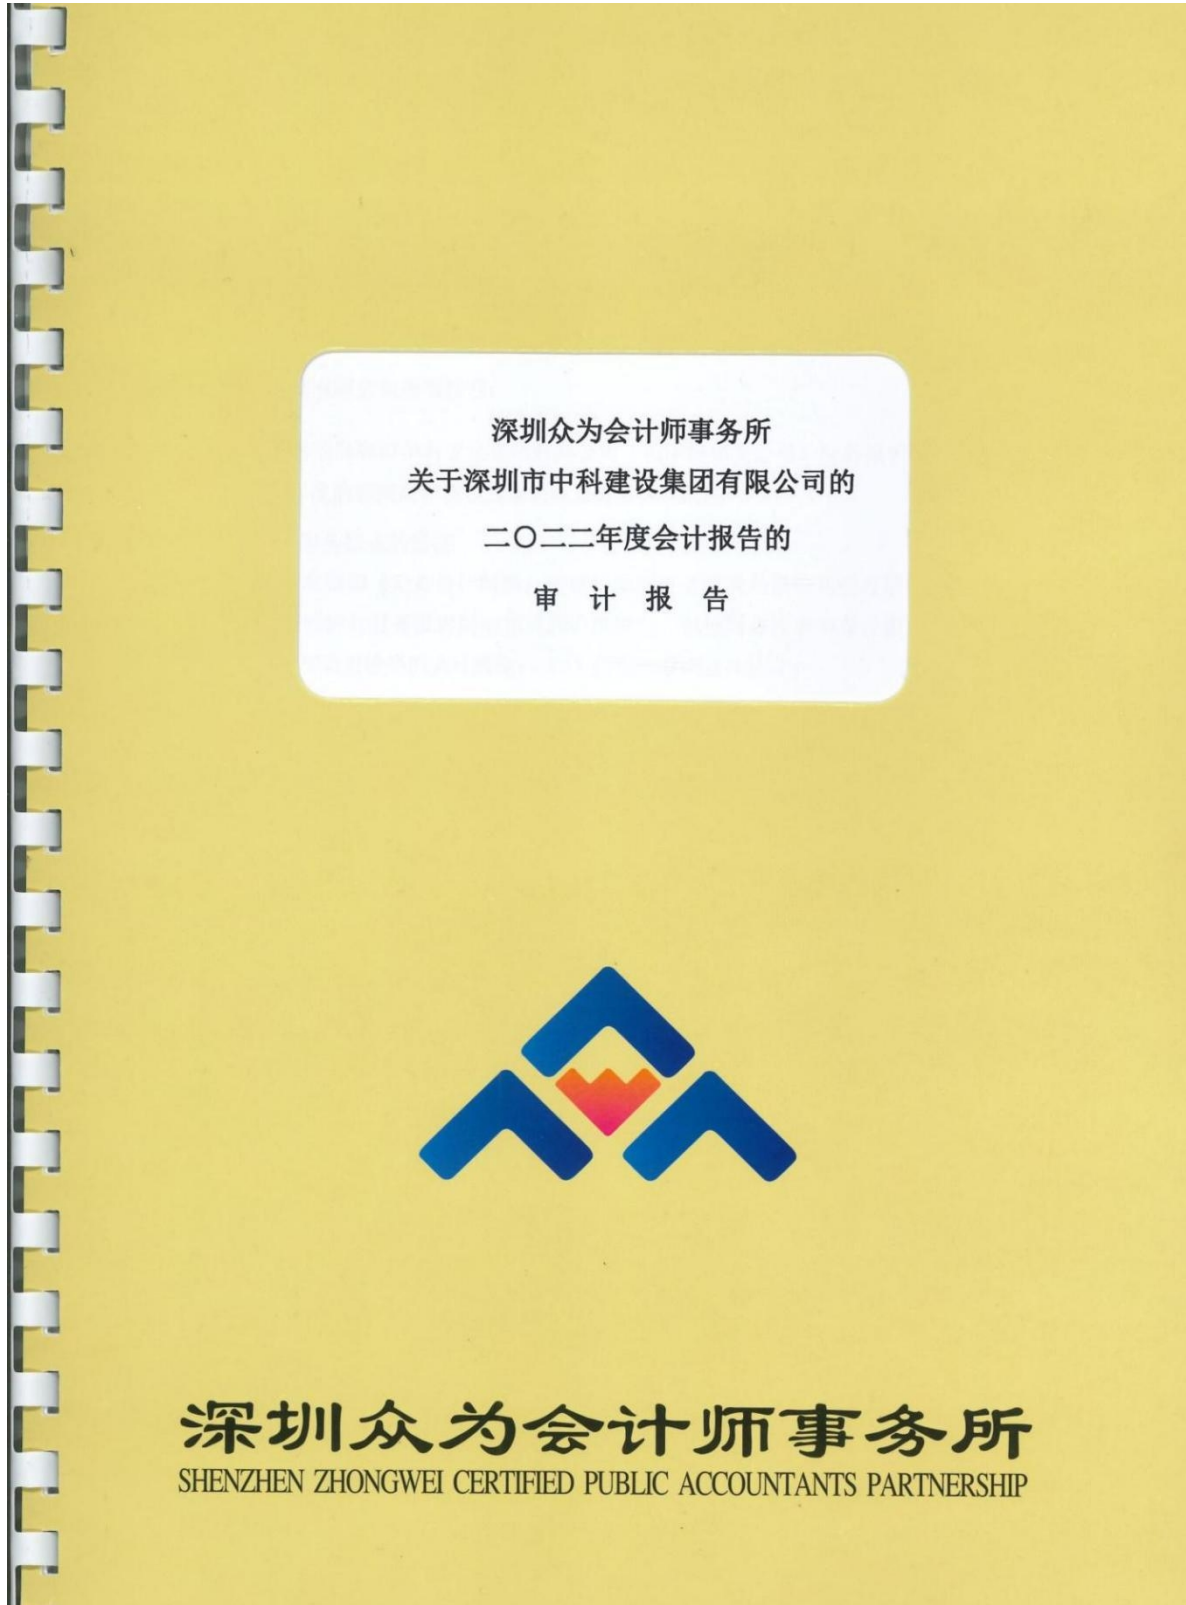 深圳众为会计师事务所
关于深圳市中科建设集团有限公司的
二〇二二年度会计报告的
审 计 报 告
深圳众为会计师事务所
SHENZHEN ZHONGWEI CERTIFIED PUBLIC ACCOUNTANTS PARTNERSHIP